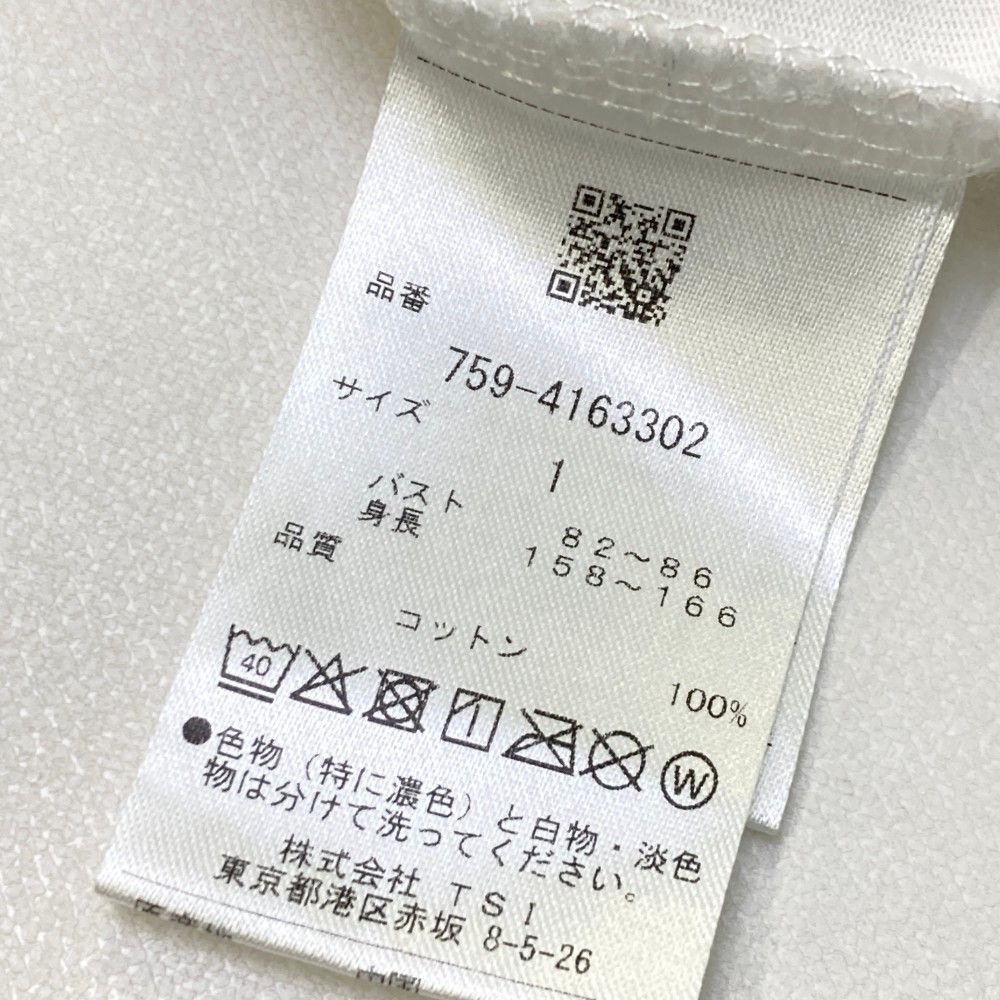 品番
759-4163302
サイズ
1
バスト 82～86
身長 158～166
品質
コットン
100%
40
W
●色物（特に濃色）と白物・淡色
物は分けて洗ってください。
株式会社 TSI
東京都港区赤坂 8-5-26